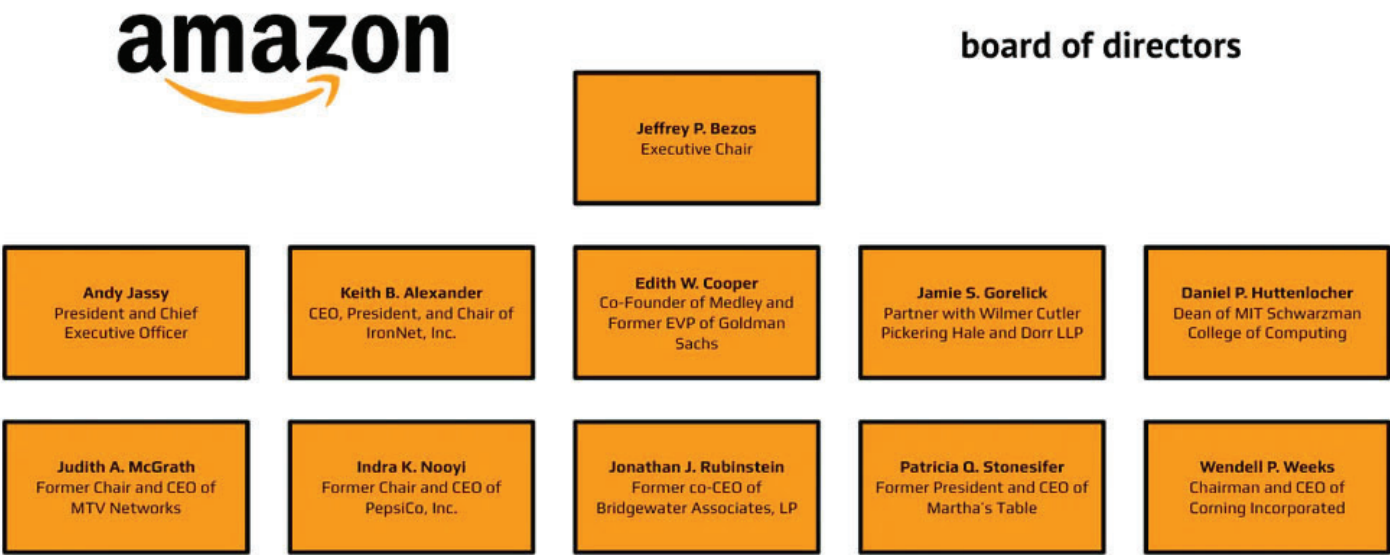 amazon
board of directors
Jeffrey P. Bezos
Executive Chair
Andy Jassy
President and Chief
Executive Officer
Keith B. Alexander
CEO, President, and Chair of
IronNet, Inc.
Edith W. Cooper
Co-Founder of Medley and
Former EVP of Goldman
Sachs
Jamie S. Gorelick
Partner with Wilmer Cutler
Pickering Hale and Dorr LLP
Daniel P. Huttenlocher
Dean of MIT Schwarzman
College of Computing
Judith A. McGrath
Former Chair and CEO of
MTV Networks
Indra K. Nooyi
Former Chair and CEO of
PepsiCo, Inc.
Jonathan J. Rubinstein
Former co-CEO of
Bridgewater Associates, LP
Patricia Q. Stonesifer
Former President and CEO of
Martha's Table
Wendell P. Weeks
Chairman and CEO of
Corning Incorporated